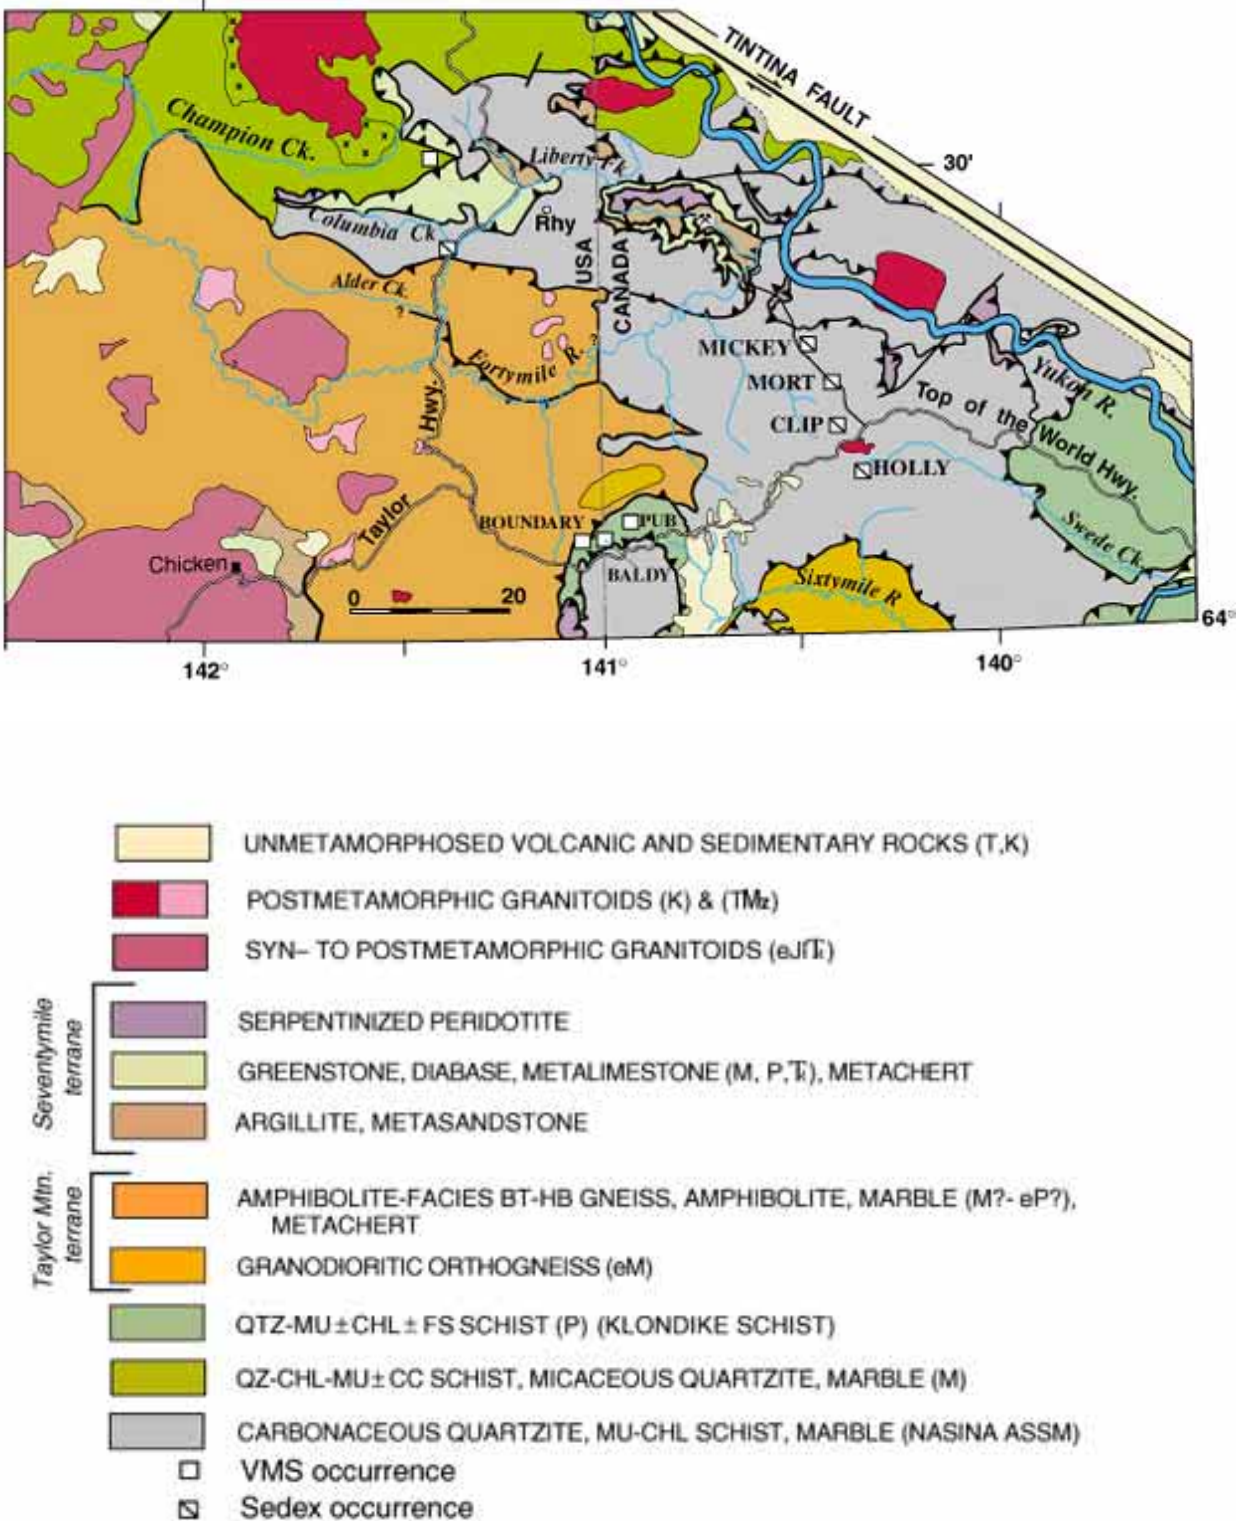 TINTINA FAULT
30'
Champion Ck.
Liberty Fk
Columbia Ck
Rhy
USA
CANADA
Alder Ck.
?
Fortymile R.
?
MICKEY
MORT
CLIP
HOLLY
Yukon R.
Top of the World Hwy.
Taylor Hwy.
BOUNDARY
PUB
BALDY
Swede Ck.
Sixtymile R
Chicken
0 20
64°
142° 141° 140°
UNMETAMORPHOSED VOLCANIC AND SEDIMENTARY ROCKS (T,K)
POSTMETAMORPHIC GRANITOIDS (K) & (TMz)
SYN– TO POSTMETAMORPHIC GRANITOIDS
Seventymile terrane
SERPENTINIZED PERIDOTITE
GREENSTONE, DIABASE, METALIMESTONE (M, P,Ꞇ), METACHERT
ARGILLITE, METASANDSTONE
Taylor Mtn. terrane
AMPHIBOLITE-FACIES BT-HB GNEISS, AMPHIBOLITE, MARBLE (M?- eP?),
METACHERT
GRANODIORITIC ORTHOGNEISS (eM)
QTZ-MU±CHL±FS SCHIST (P) (KLONDIKE SCHIST)
QZ-CHL-MU±CC SCHIST, MICACEOUS QUARTZITE, MARBLE (M)
CARBONACEOUS QUARTZITE, MU-CHL SCHIST, MARBLE (NASINA ASSM)
VMS occurrence
Sedex occurrence